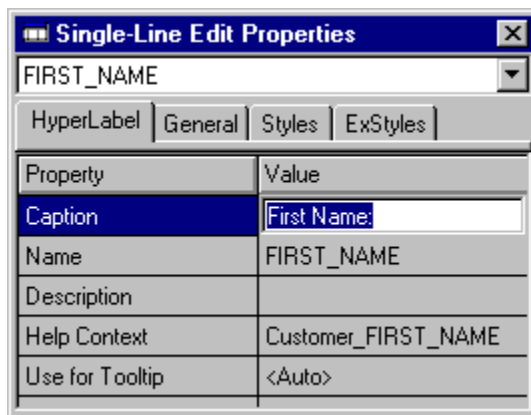 Single-Line Edit Properties
FIRST_NAME
HyperLabel General Styles ExStyles
Property Value
Caption First Name:
Name FIRST_NAME
Description
Help Context Customer_FIRST_NAME
Use for Tooltip <Auto>